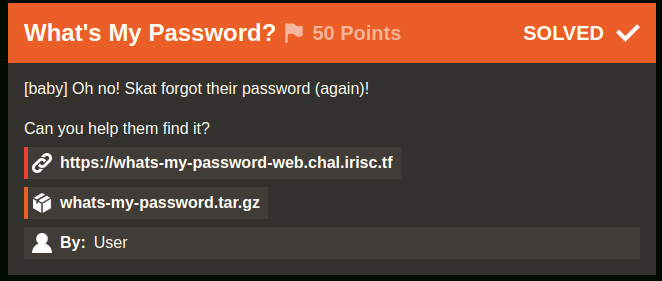 What's My Password? 50 Points SOLVED
[baby] Oh no! Skat forgot their password (again)!
Can you help them find it?
https://whats-my-password-web.chal.irisc.tf
whats-my-password.tar.gz
By: User